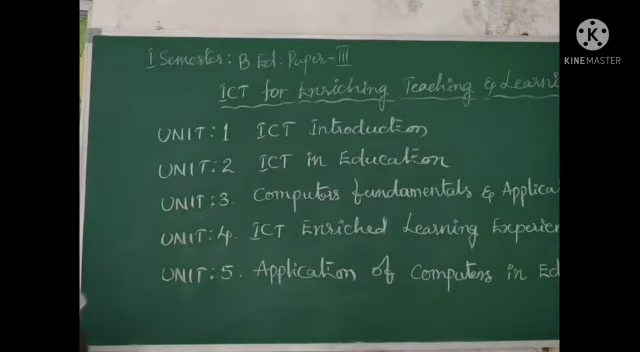 I Semester: B Ed: Paper-III
ICT for Enriching Teaching & Learni
UNIT: 1 ICT Introduction
UNIT: 2 ICT in Education
UNIT: 3. Computers fundamentals & Applica
UNIT: 4. ICT Enriched Learning Experien
UNIT: 5. Application of Computers in Ed
K
KINEMASTER